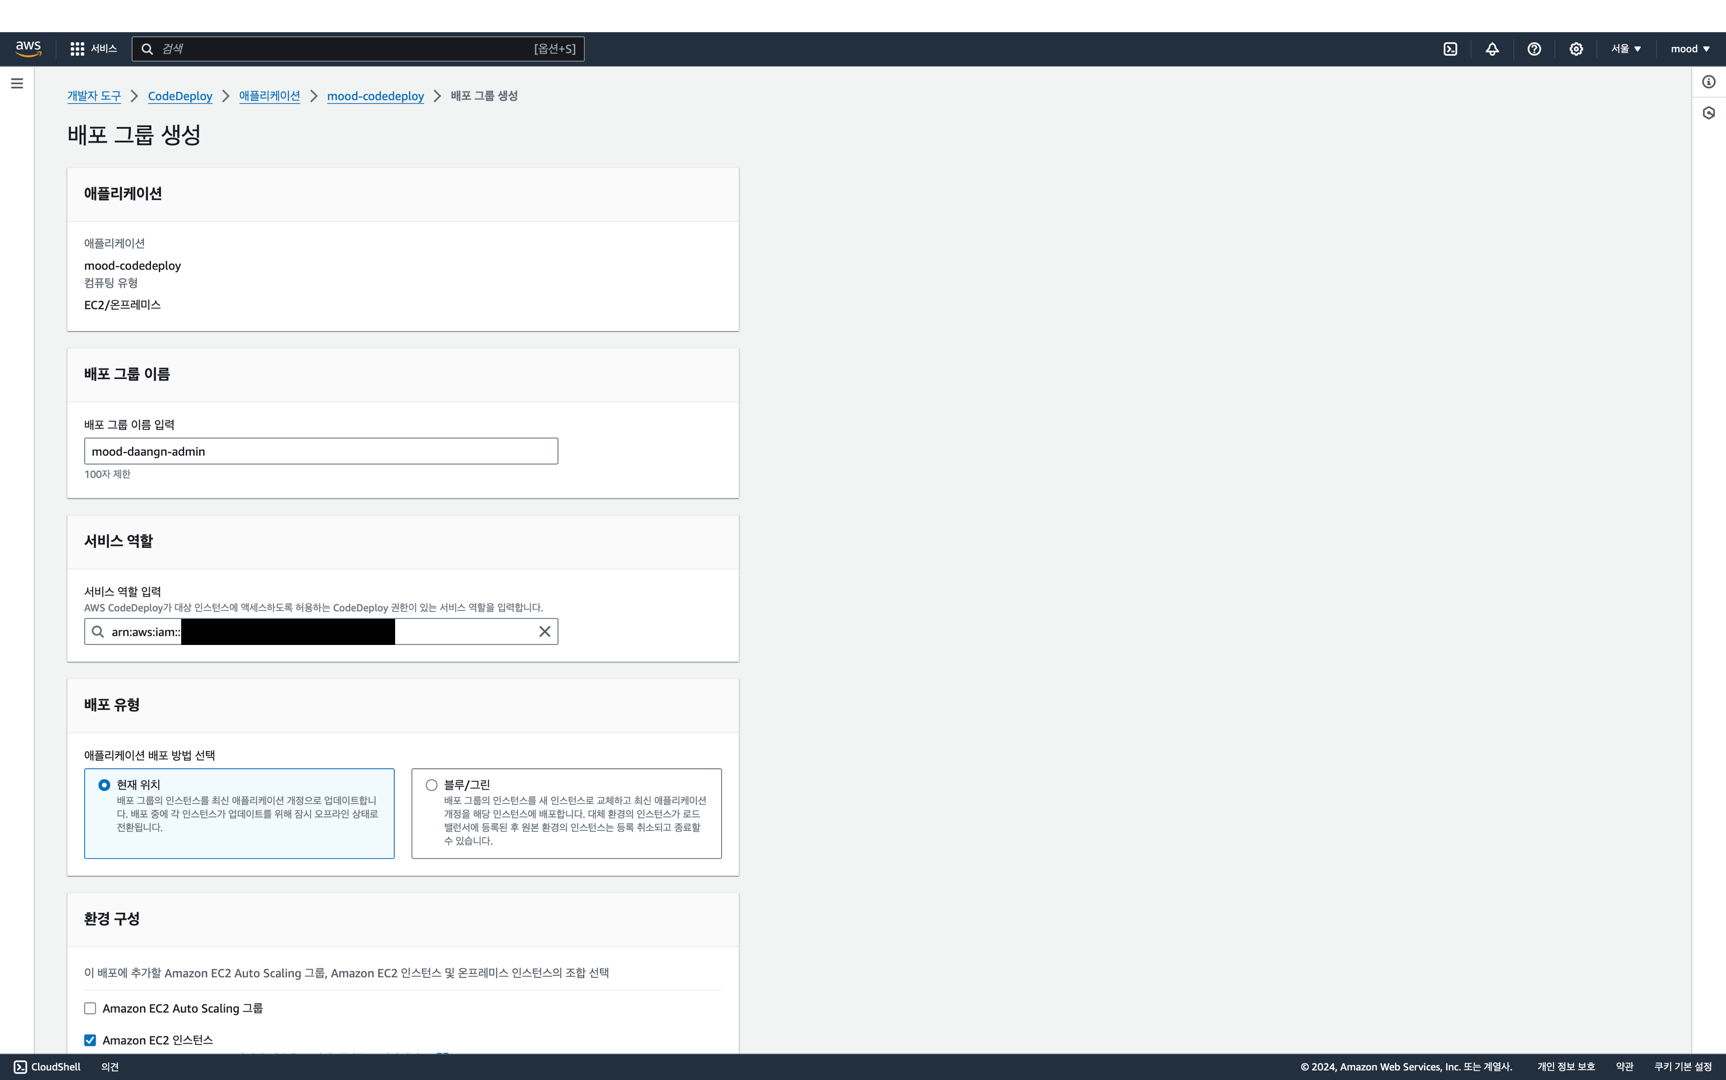 aws
서비스
검색
[옵션+S]
서울 ▼
mood ▼
개발자 도구 > CodeDeploy > 애플리케이션 > mood-codedeploy > 배포 그룹 생성
배포 그룹 생성
애플리케이션
애플리케이션
mood-codedeploy
컴퓨팅 유형
EC2/온프레미스
배포 그룹 이름
배포 그룹 이름 입력
mood-daangn-admin
100자 제한
서비스 역할
서비스 역할 입력
AWS CodeDeploy가 대상 인스턴스에 액세스하도록 허용하는 CodeDeploy 권한이 있는 서비스 역할을 입력합니다.
arn:aws:iam::
배포 유형
애플리케이션 배포 방법 선택
현재 위치
배포 그룹의 인스턴스를 최신 애플리케이션 개정으로 업데이트합니
다. 배포 중에 각 인스턴스가 업데이트를 위해 잠시 오프라인 상태로
전환됩니다.
블루/그린
배포 그룹의 인스턴스를 새 인스턴스로 교체하고 최신 애플리케이션
개정을 해당 인스턴스에 배포합니다. 대체 환경의 인스턴스가 로드
밸런서에 등록된 후 원본 환경의 인스턴스는 등록 취소되고 종료할
수 있습니다.
환경 구성
이 배포에 추가할 Amazon EC2 Auto Scaling 그룹, Amazon EC2 인스턴스 및 온프레미스 인스턴스의 조합 선택
Amazon EC2 Auto Scaling 그룹
Amazon EC2 인스턴스
CloudShell
의견
© 2024, Amazon Web Services, Inc. 또는 계열사.
개인 정보 보호
약관
쿠키 기본 설정